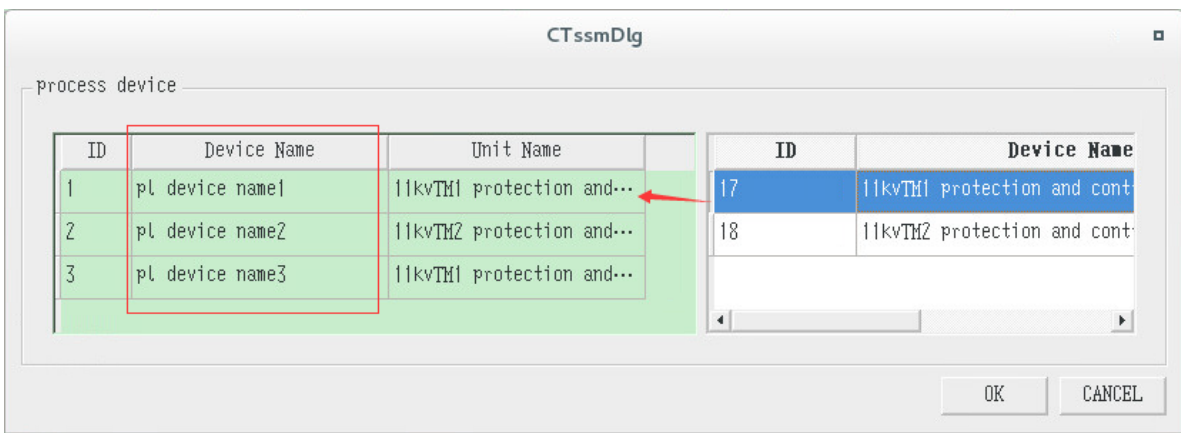 CTssmDlg
process device
ID Device Name Unit Name
1 pl device name1 11kvTM1 protection and···
2 pl device name2 11kvTM2 protection and···
3 pl device name3 11kvTM1 protection and···
ID Device Name
17 11kvTM1 protection and cont
18 11kvTM2 protection and cont
OK CANCEL